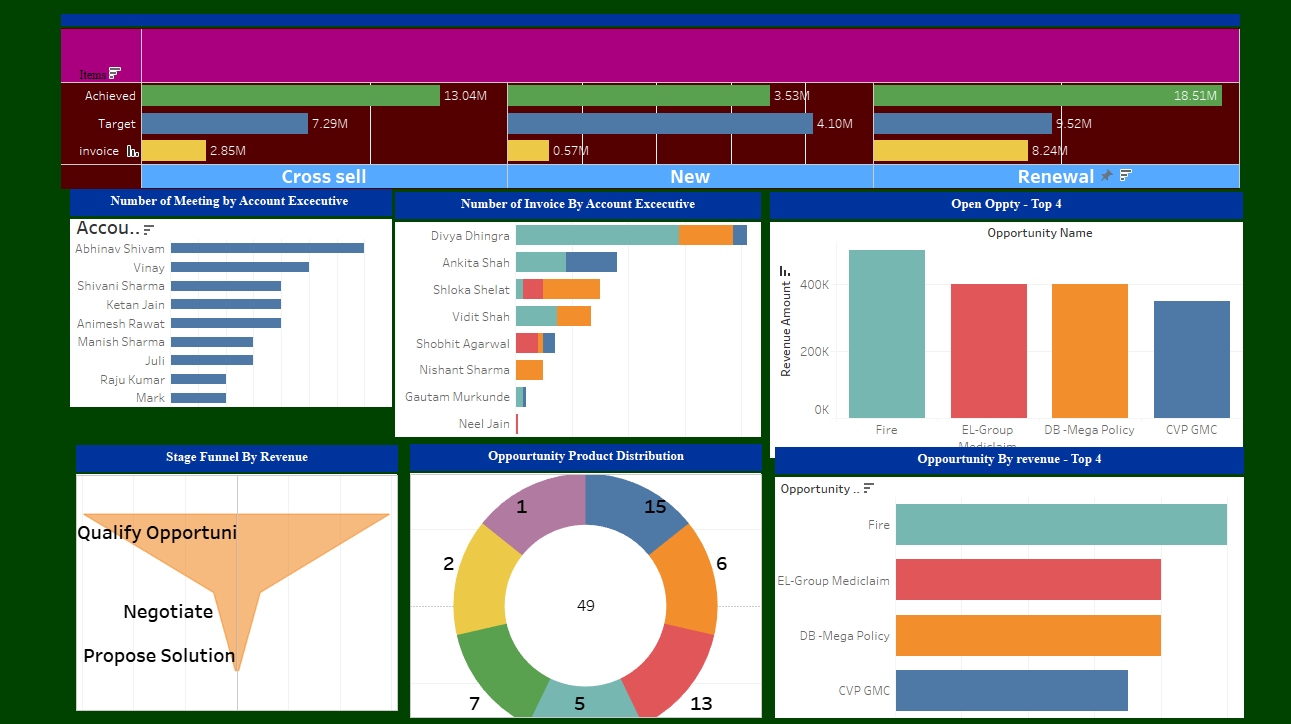 Items
Achieved 13.04M 3.53M 18.51M
Target 7.29M 4.10M 9.52M
invoice 2.85M 0.57M 8.24M
Cross sell New Renewal
Number of Meeting by Account Excecutive
Accou..
Abhinav Shivam
Vinay
Shivani Sharma
Ketan Jain
Animesh Rawat
Manish Sharma
Juli
Raju Kumar
Mark
Number of Invoice By Account Excecutive
Divya Dhingra
Ankita Shah
Shloka Shelat
Vidit Shah
Shobhit Agarwal
Nishant Sharma
Gautam Murkunde
Neel Jain
Open Oppty - Top 4
Opportunity Name
Revenue Amount
400K
200K
0K
Fire EL-Group DB -Mega Policy CVP GMC
Mediclaim
Stage Funnel By Revenue
Qualify Opportuni
Negotiate
Propose Solution
Oppourtunity Product Distribution
1 15
2 6
49
7 5 13
Oppourtunity By revenue - Top 4
Opportunity ..
Fire
EL-Group Mediclaim
DB -Mega Policy
CVP GMC